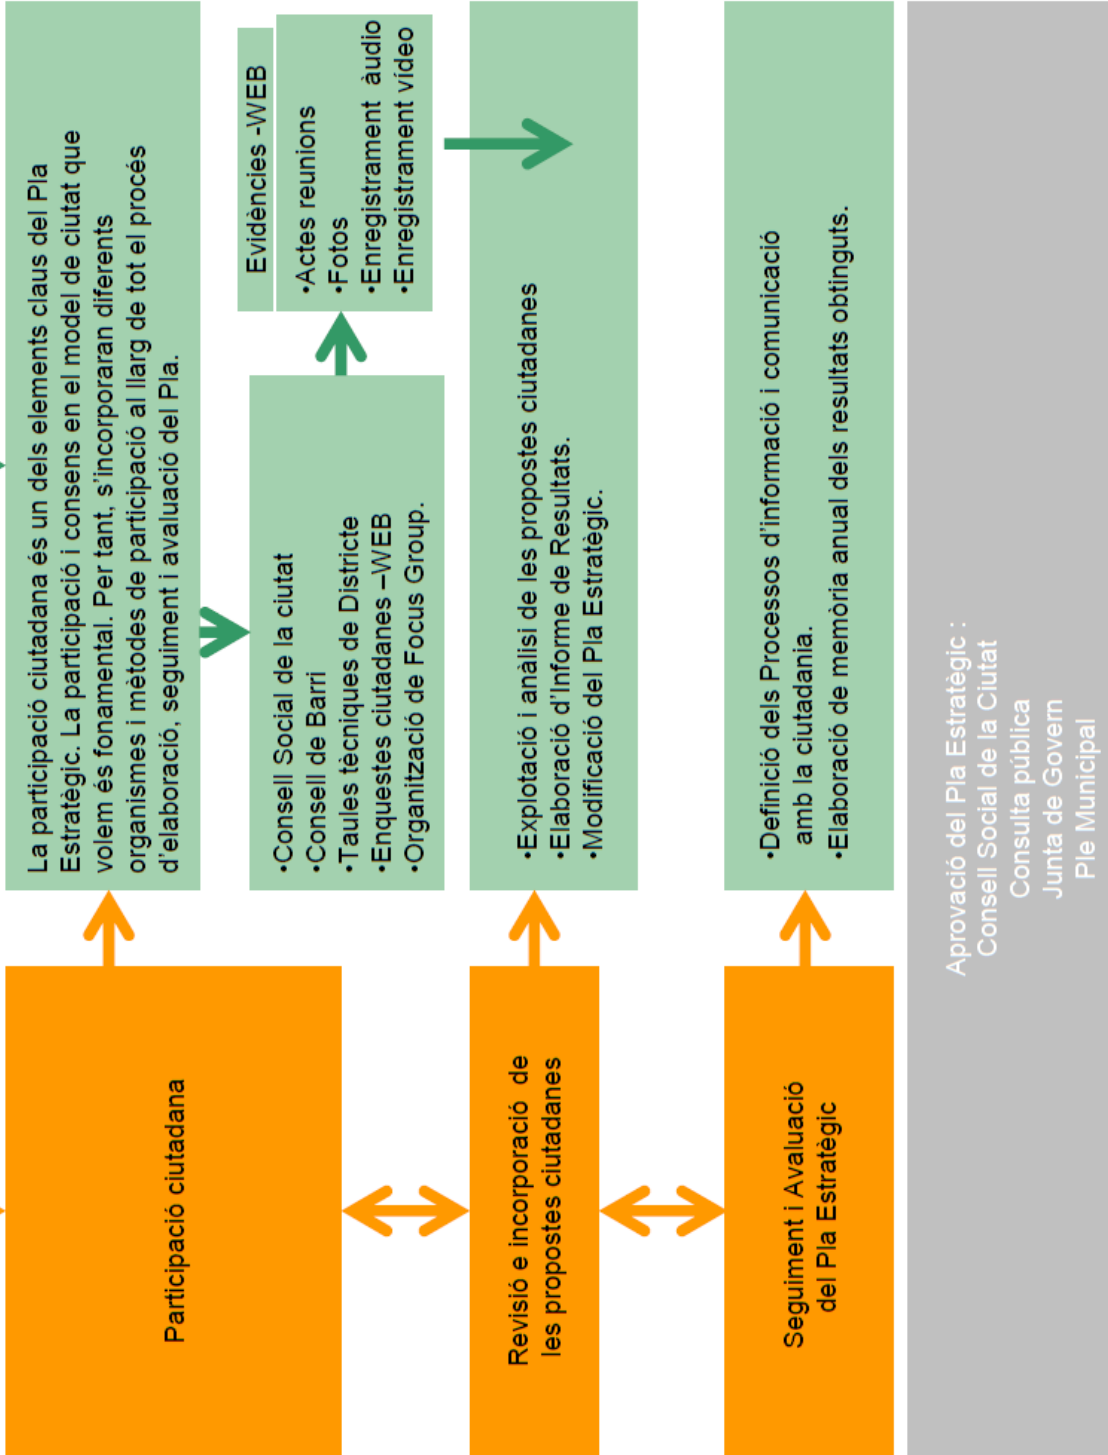 Participació ciutadana
La participació ciutadana és un dels elements claus del Pla
Estratègic. La participació i consens en el model de ciutat que
volem és fonamental. Per tant, s’incorporaran diferents
organismes i mètodes de participació al llarg de tot el procés
d’elaboració, seguiment i avaluació del Pla.
•Consell Social de la ciutat
•Consell de Barri
•Taules tècniques de Districte
•Enquestes ciutadanes –WEB
•Organització de Focus Group.
Evidències -WEB
•Actes reunions
•Fotos
•Enregistrament àudio
•Enregistrament vídeo
Revisió e incorporació de
les propostes ciutadanes
•Explotació i anàlisi de les propostes ciutadanes
•Elaboració d’Informe de Resultats.
•Modificació del Pla Estratègic.
Seguiment i Avaluació
del Pla Estratègic
•Definició dels Processos d’informació i comunicació
amb la ciutadania.
•Elaboració de memòria anual dels resultats obtinguts.
Aprovació del Pla Estratègic :
Consell Social de la Ciutat
Consulta pública
Junta de Govern
Ple Municipal